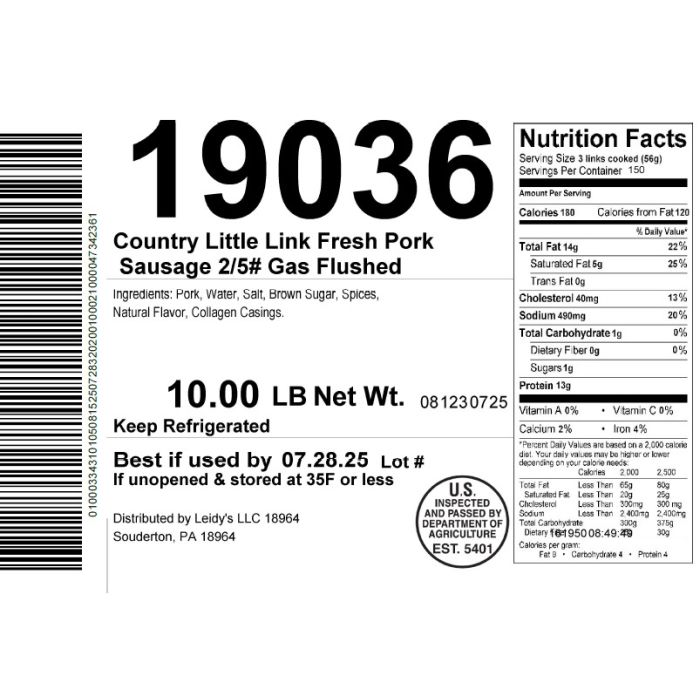 19036
Country Little Link Fresh Pork
Sausage 2/5# Gas Flushed
Ingredients: Pork, Water, Salt, Brown Sugar, Spices,
Natural Flavor, Collagen Casings.
10.00 LB Net Wt. 081230725
Keep Refrigerated
Best if used by 07.28.25 Lot #
If unopened & stored at 35F or less
Distributed by Leidy's LLC 18964
Souderton, PA 18964
U.S.
INSPECTED
AND PASSED BY
DEPARTMENT OF
AGRICULTURE
EST. 5401
Nutrition Facts
Serving Size 3 links cooked (56g)
Servings Per Container 150
Amount Per Serving
Calories 180 Calories from Fat 120
% Daily Value*
Total Fat 14g 22%
Saturated Fat 5g 25%
Trans Fat 0g
Cholesterol 40mg 13%
Sodium 490mg 20%
Total Carbohydrate 1g 0%
Dietary Fiber 0g 0%
Sugars 1g
Protein 13g
Vitamin A 0% • Vitamin C 0%
Calcium 2% • Iron 4%
*Percent Daily Values are based on a 2,000 calorie
diet. Your daily values may be higher or lower
depending on your calorie needs:
Calories 2,000 2,500
Total Fat Less Than 65g 80g
Saturated Fat Less Than 20g 25g
Cholesterol Less Than 300mg 300 mg
Sodium Less Than 2,400mg 2,400mg
Total Carbohydrate 300g 375g
Dietary 30g
Calories per gram:
Fat 9 • Carbohydrate 4 • Protein 4